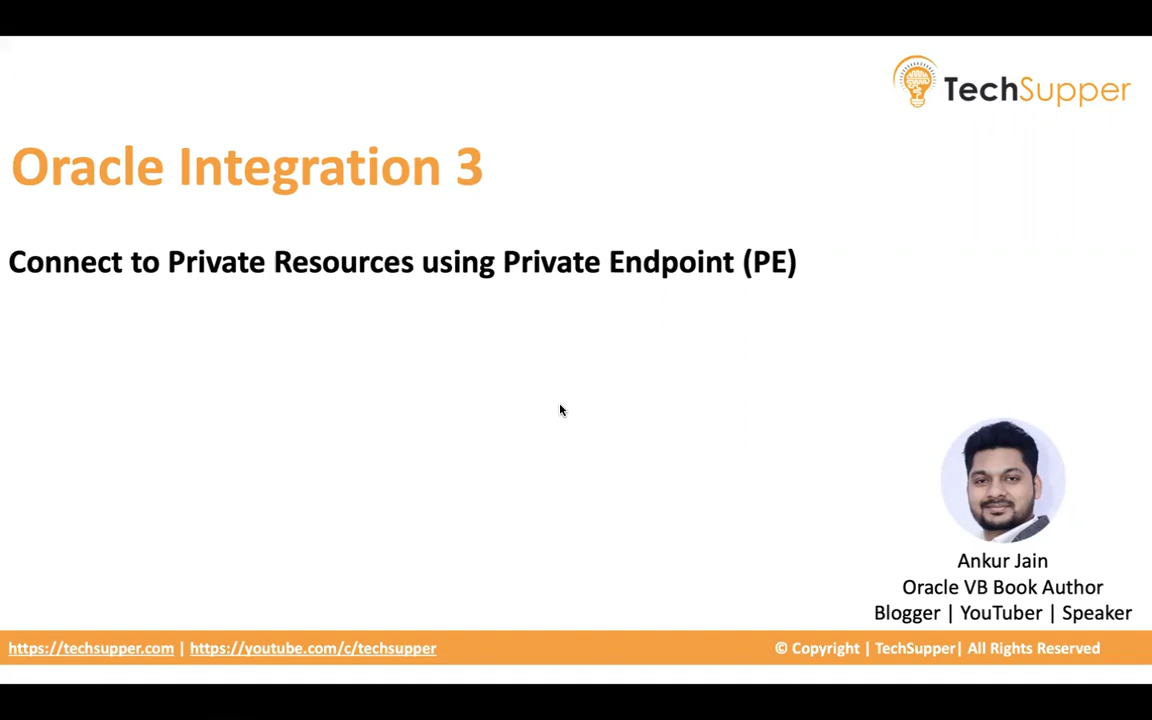 TechSupper
Oracle Integration 3
Connect to Private Resources using Private Endpoint (PE)
Ankur Jain
Oracle VB Book Author
Blogger | YouTuber | Speaker
https://techsupper.com | https://youtube.com/c/techsupper
© Copyright | TechSupper| All Rights Reserved